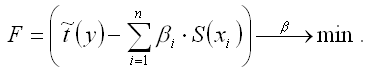 F = ( t̃(y) − ∑_{i=1}^{n} β_i · S(x_i) ) —β→ min .